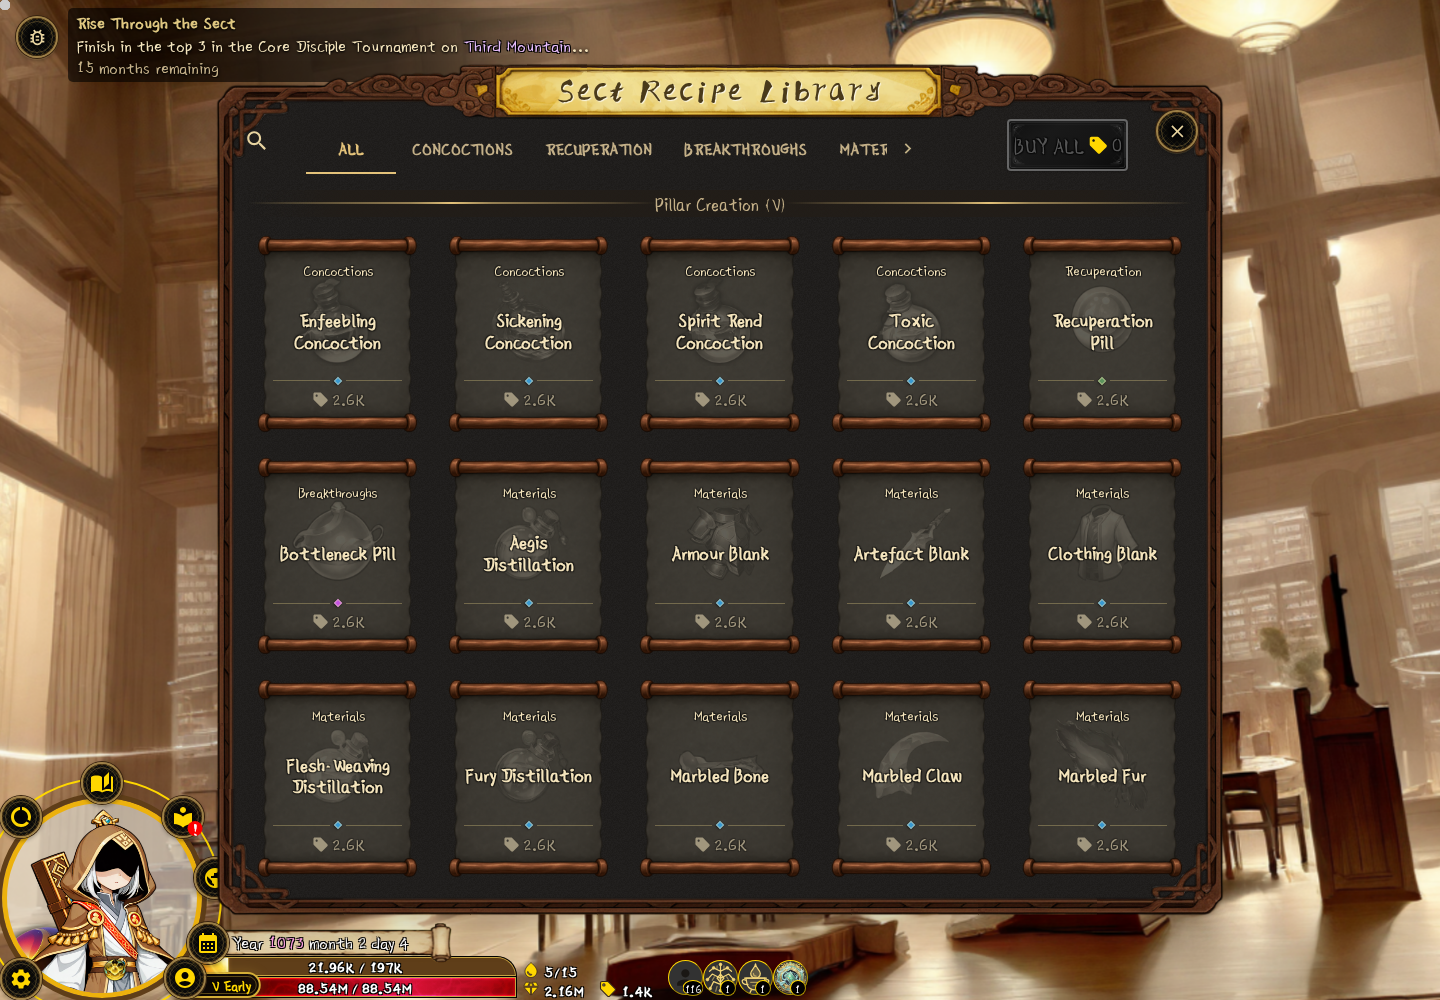 Rise Through the Sect
Finish in the top 3 in the Core Disciple Tournament on Third Mountain...
15 months remaining
Sect Recipe Library
ALL
CONCOCTIONS
RECUPERATION
BREAKTHROUGHS
MATER
BUY ALL 0
Pillar Creation (V)
Concoctions
Enfeebling
Concoction
2.6K
Concoctions
Sickening
Concoction
2.6K
Concoctions
Spirit Rend
Concoction
2.6K
Concoctions
Toxic
Concoction
2.6K
Recuperation
Recuperation
Pill
2.6K
Breakthroughs
Bottleneck Pill
2.6K
Materials
Aegis
Distillation
2.6K
Materials
Armour Blank
2.6K
Materials
Artefact Blank
2.6K
Materials
Clothing Blank
2.6K
Materials
Flesh-Weaving
Distillation
2.6K
Materials
Fury Distillation
2.6K
Materials
Marbled Bone
2.6K
Materials
Marbled Claw
2.6K
Materials
Marbled Fur
2.6K
Year 1073 month 2 day 4
21.96K / 197K
88.54M / 88.54M
V Early
5/15
2.16M
1.4K
116
1
1
1